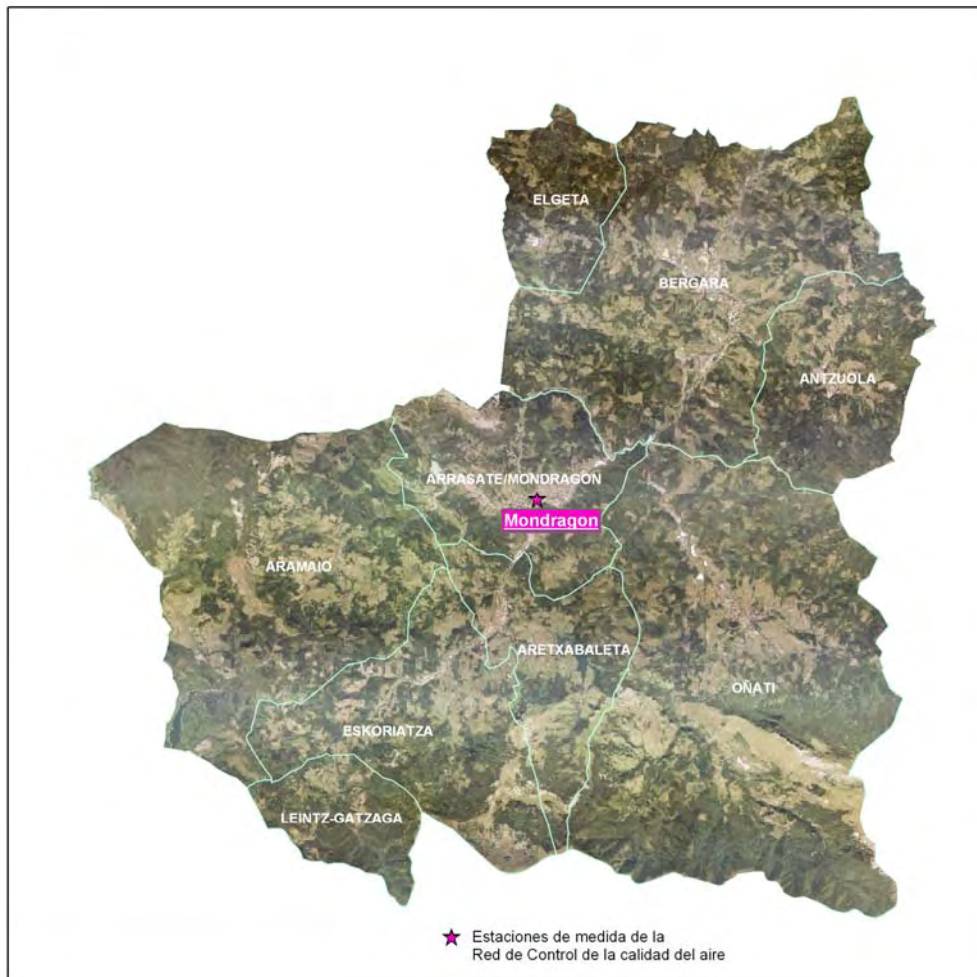 ELGETA
BERGARA
ANTZUOLA
ARRASATE/MONDRAGON
Mondragon
ARAMAIO
ARETXABALETA
OÑATI
ESKORIATZA
LEINTZ-GATZAGA
Estaciones de medida de la
Red de Control de la calidad del aire